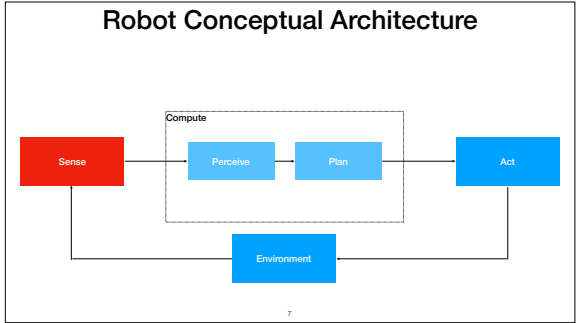 Robot Conceptual Architecture
Compute
Sense
Perceive
Plan
Act
Environment
7